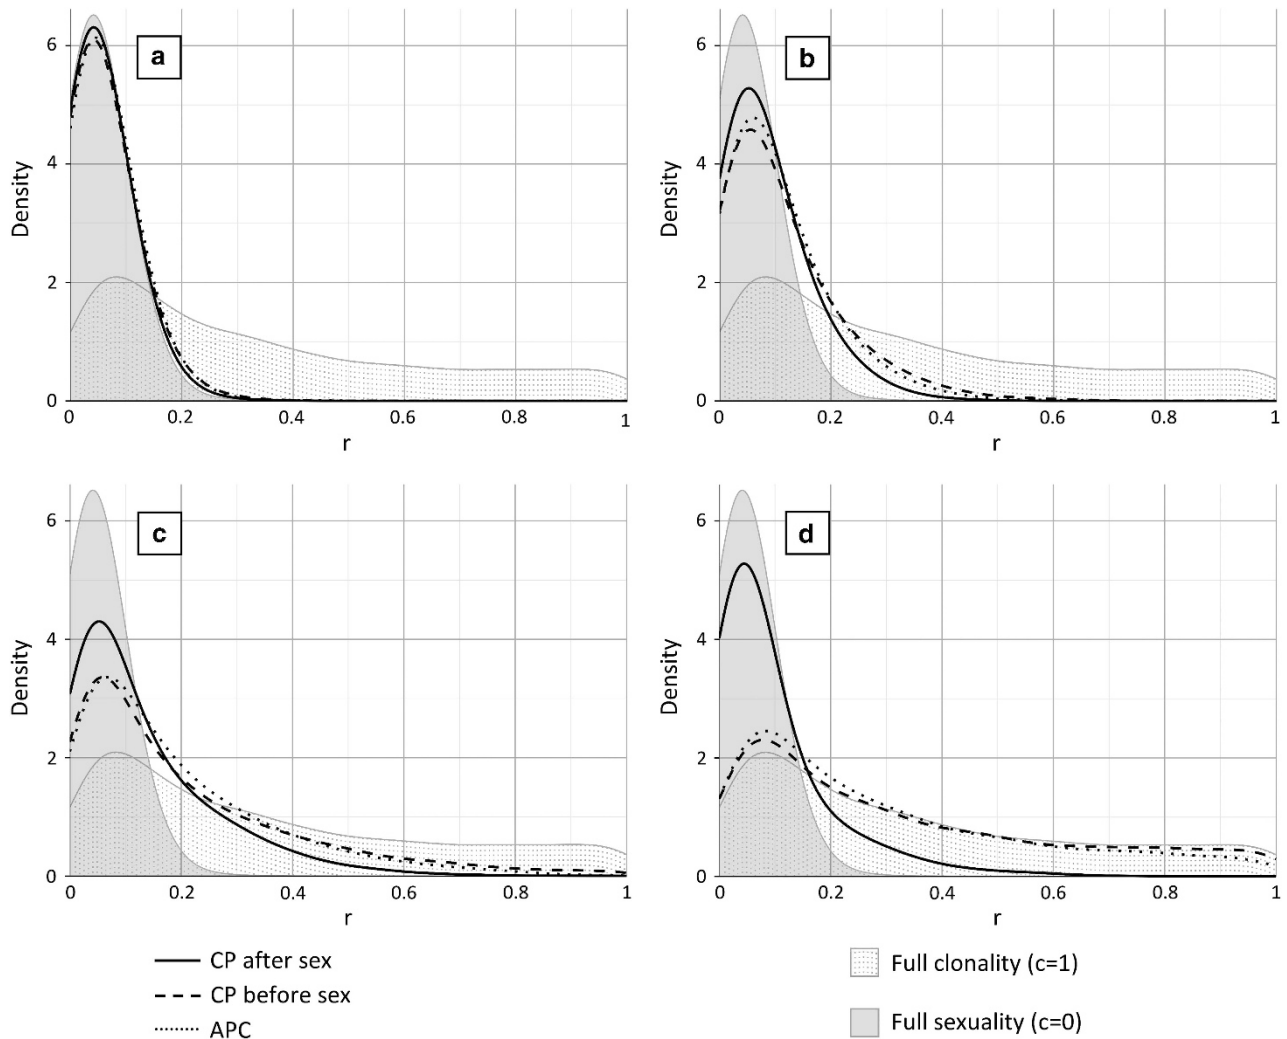 a
b
6
4
2
0
Density
0 0.2 0.4 0.6 0.8 1
r
6
4
2
0
Density
0 0.2 0.4 0.6 0.8 1
r
c
d
6
4
2
0
Density
0 0.2 0.4 0.6 0.8 1
r
6
4
2
0
Density
0 0.2 0.4 0.6 0.8 1
r
CP after sex
CP before sex
APC
Full clonality (c=1)
Full sexuality (c=0)